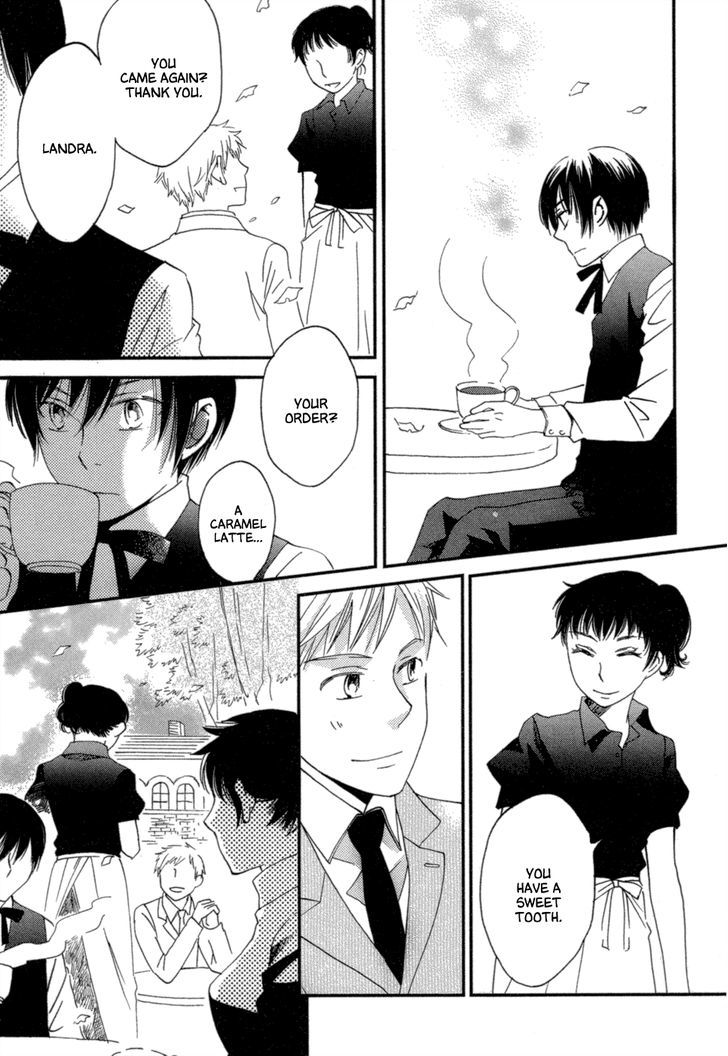 YOU
CAME AGAIN?
THANK YOU.
LANDRA.
YOUR
ORDER?
A
CARAMEL
LATTE...
YOU
HAVE A
SWEET
TOOTH.